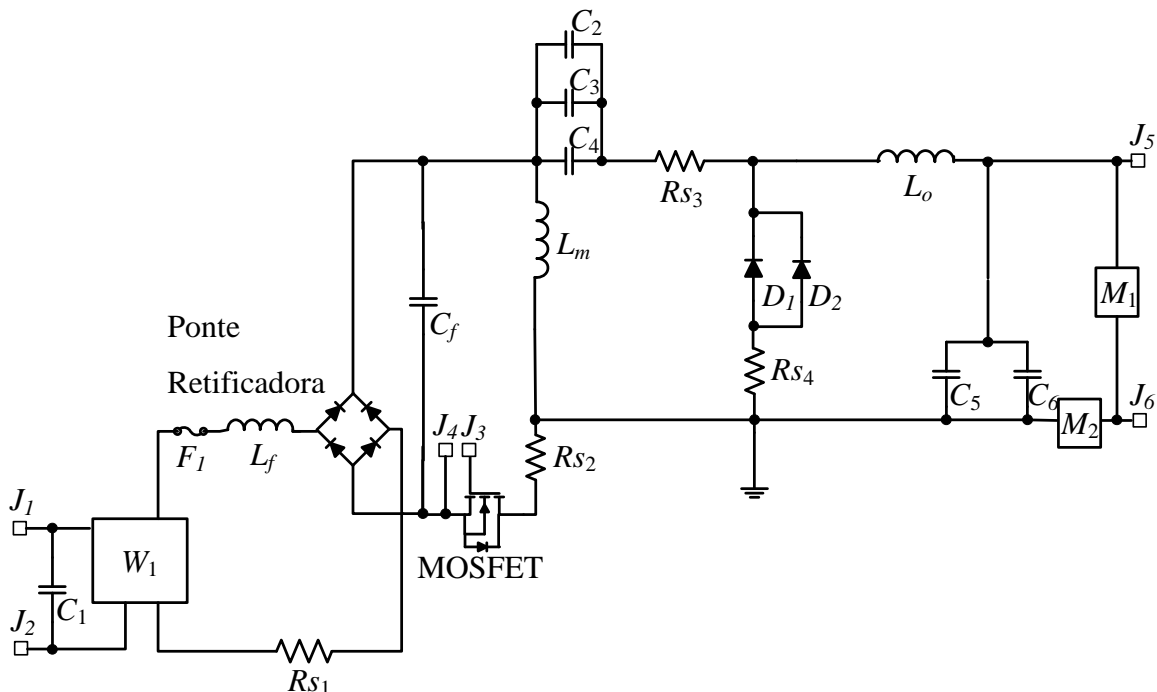 C2
C3
C4
Rs3
Lo
J5
Lm
D1
D2
M1
Cf
Ponte
Retificadora
Rs4
C5
C6
J6
M2
J4
J3
F1
Lf
Rs2
J1
MOSFET
W1
C1
J2
Rs1